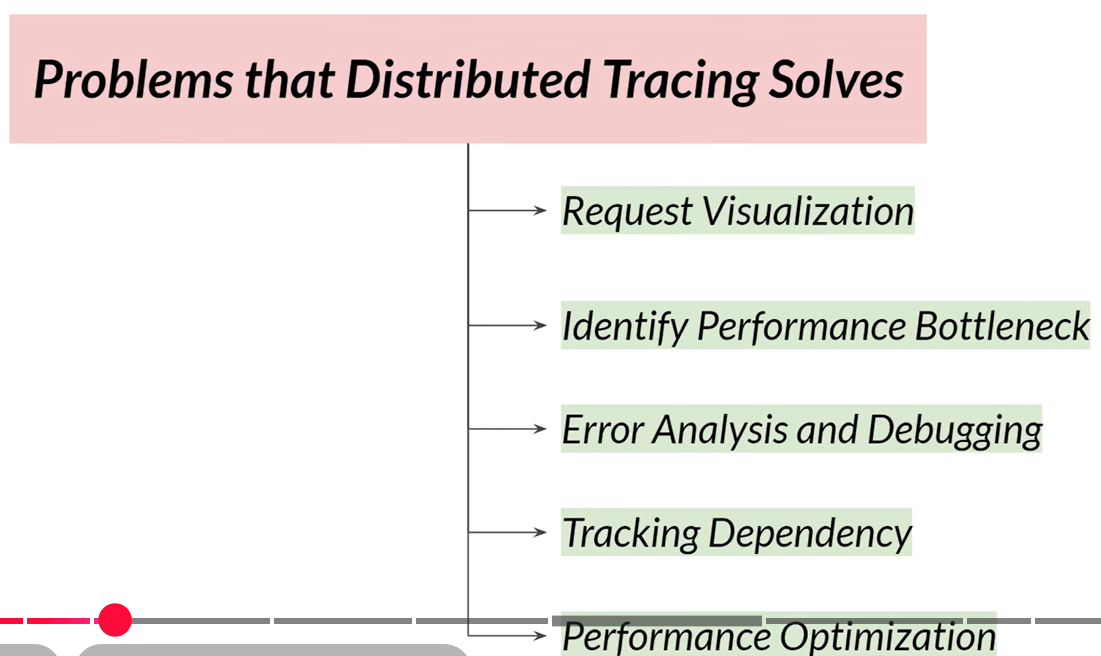 Problems that Distributed Tracing Solves
Request Visualization
Identify Performance Bottleneck
Error Analysis and Debugging
Tracking Dependency
Performance Optimization